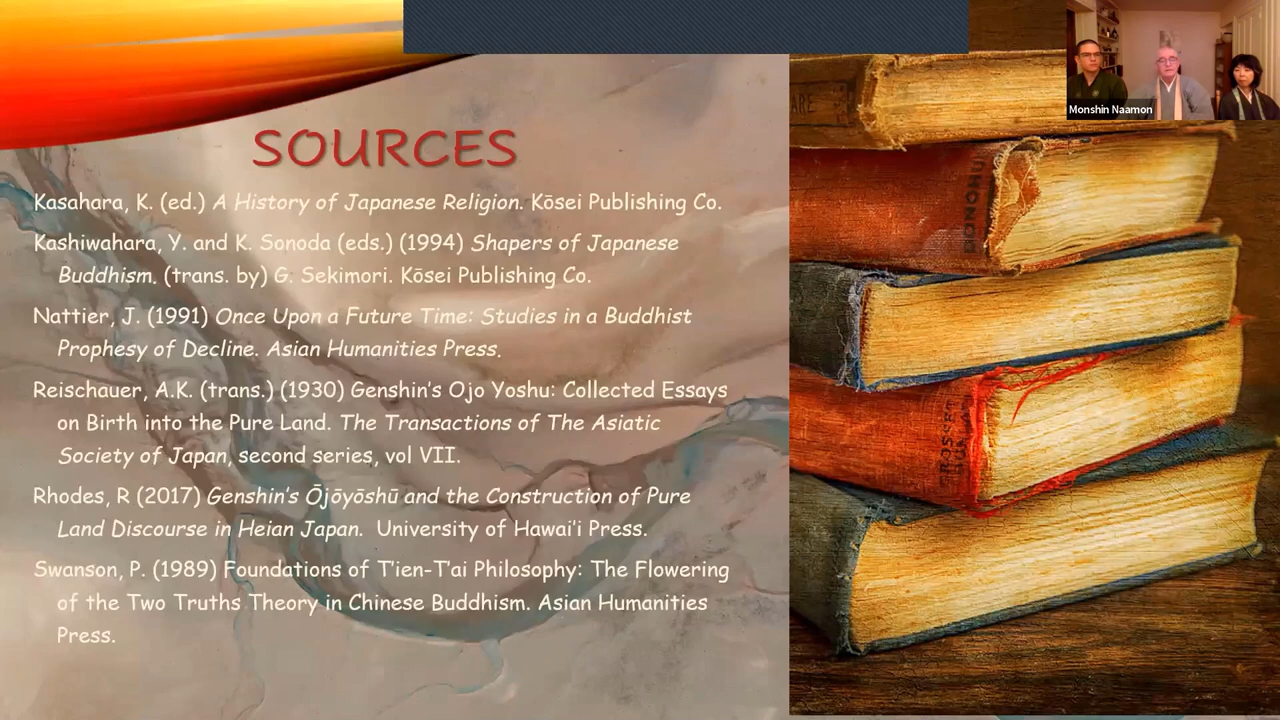 Monshin Naamon
SOURCES
Kasahara, K. (ed.) A History of Japanese Religion. Kōsei Publishing Co.
Kashiwahara, Y. and K. Sonoda (eds.) (1994) Shapers of Japanese
Buddhism. (trans. by) G. Sekimori. Kōsei Publishing Co.
Nattier, J. (1991) Once Upon a Future Time: Studies in a Buddhist
Prophesy of Decline. Asian Humanities Press.
Reischauer, A.K. (trans.) (1930) Genshin's Ojo Yoshu: Collected Essays
on Birth into the Pure Land. The Transactions of The Asiatic
Society of Japan, second series, vol VII.
Rhodes, R (2017) Genshin's Ōjōyōshū and the Construction of Pure
Land Discourse in Heian Japan. University of Hawai'i Press.
Swanson, P. (1989) Foundations of T'ien-T'ai Philosophy: The Flowering
of the Two Truths Theory in Chinese Buddhism. Asian Humanities
Press.